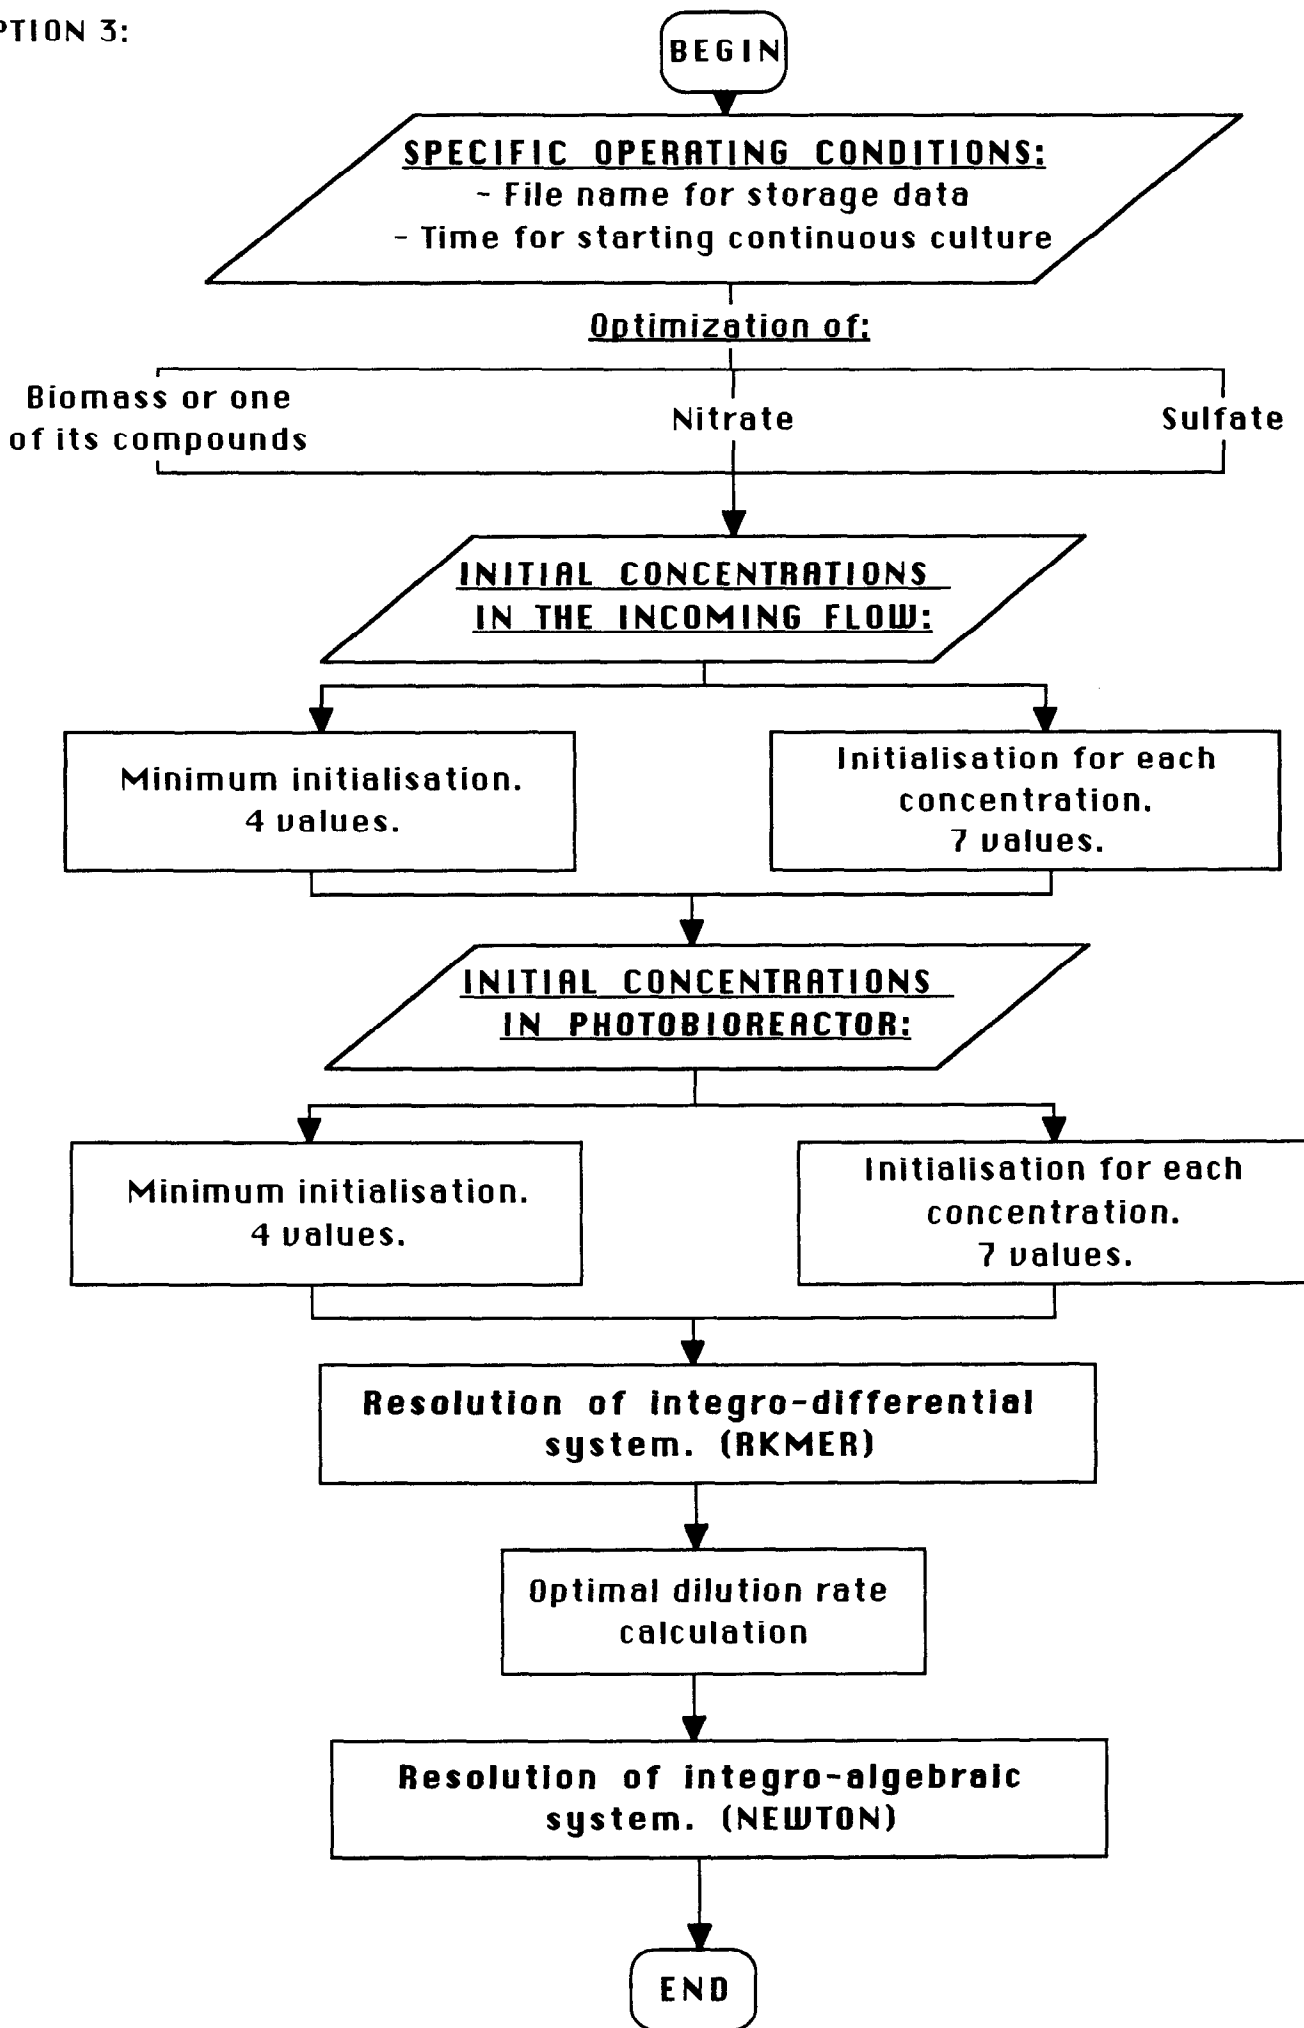 PTION 3:
BEGIN
SPECIFIC OPERATING CONDITIONS:
- File name for storage data
- Time for starting continuous culture
Optimization of:
Biomass or one
of its compounds
Nitrate
Sulfate
INITIAL CONCENTRATIONS
IN THE INCOMING FLOW:
Minimum initialisation.
4 values.
Initialisation for each
concentration.
7 values.
INITIAL CONCENTRATIONS
IN PHOTOBIOREACTOR:
Minimum initialisation.
4 values.
Initialisation for each
concentration.
7 values.
Resolution of integro-differential
system. (RKMER)
Optimal dilution rate
calculation
Resolution of integro-algebraic
system. (NEWTON)
END